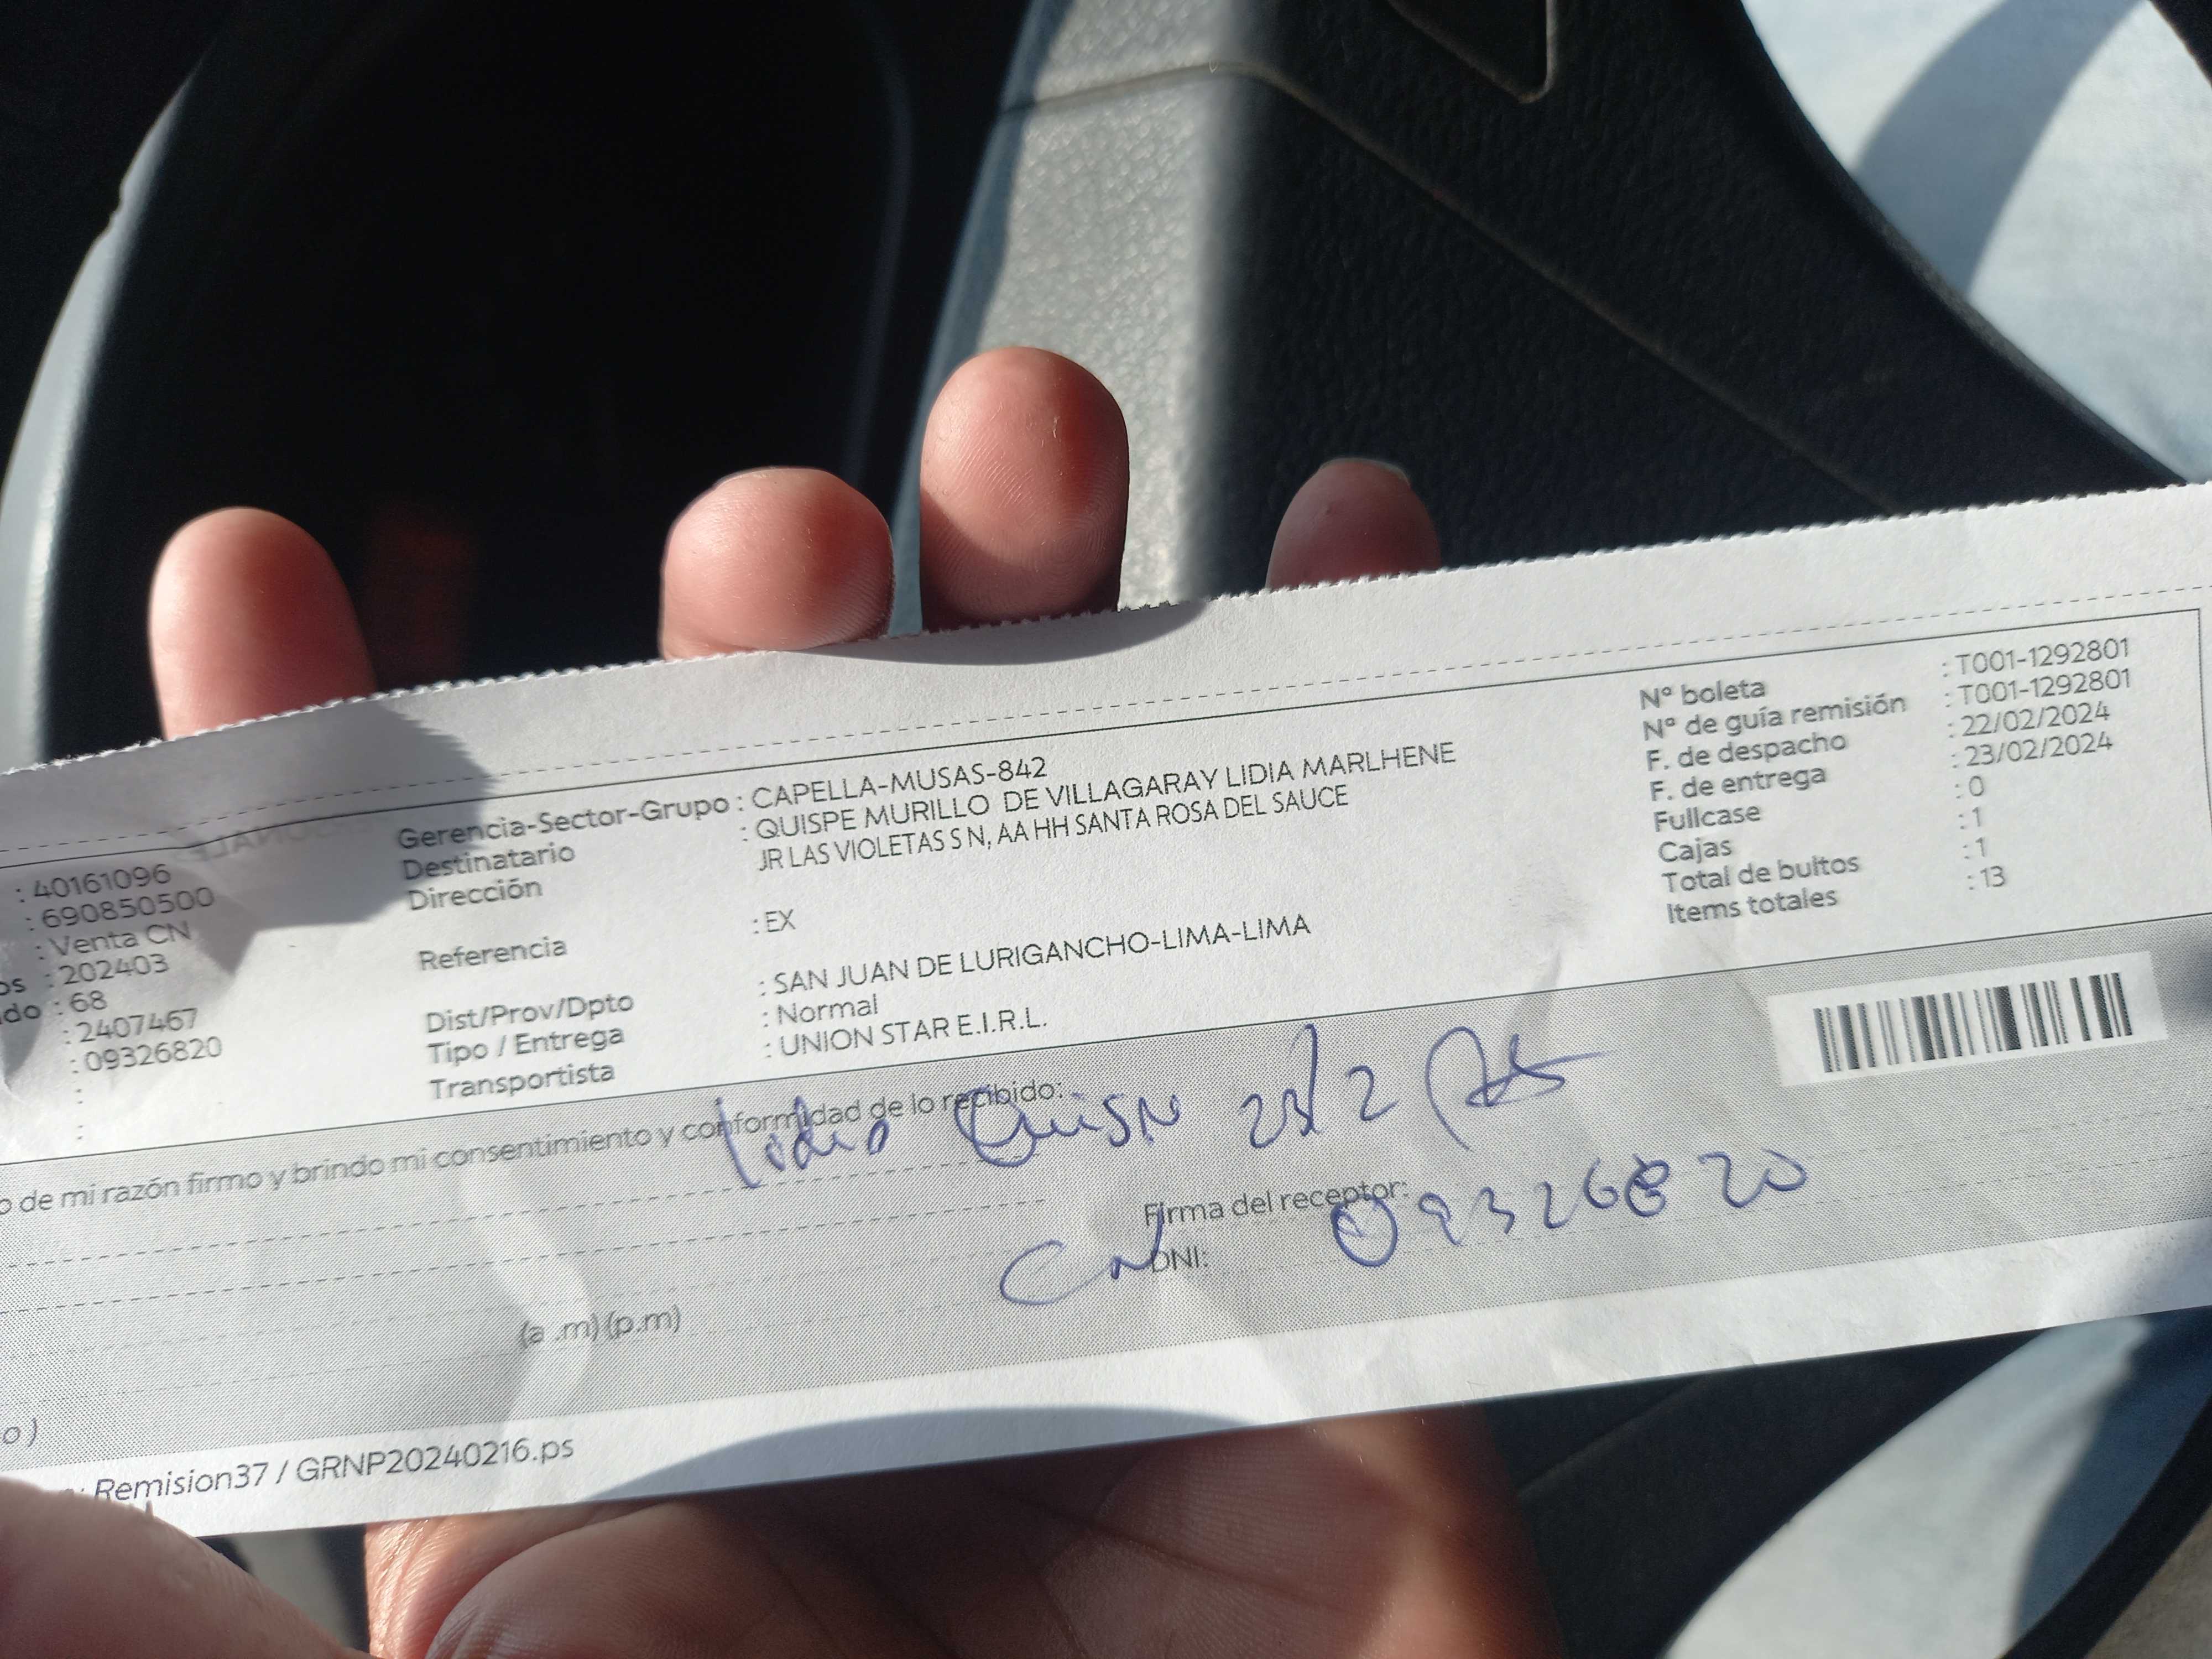 : 40161096
: 690850500
: Venta CN
os : 202403
do : 68
: 2407467
: 09326820
:
:
Gerencia-Sector-Grupo : CAPELLA-MUSAS-842
Destinatario : QUISPE MURILLO DE VILLAGARAY LIDIA MARLHENE
Dirección JR LAS VIOLETAS S N, AA HH SANTA ROSA DEL SAUCE
Referencia : EX
Dist/Prov/Dpto : SAN JUAN DE LURIGANCHO-LIMA-LIMA
Tipo / Entrega : Normal
Transportista : UNION STAR E.I.R.L.
N° boleta : T001-1292801
N° de guía remisión : T001-1292801
F. de despacho : 22/02/2024
F. de entrega : 23/02/2024
Fullcase : 0
Cajas : 1
Total de bultos : 1
Items totales : 13
o de mi razón firmo y brindo mi consentimiento y conformidad de lo recibido:
23/2
Firma del receptor:
DNI: 09326820
(a .m) (p.m)
o )
: Remision37 / GRNP20240216.ps